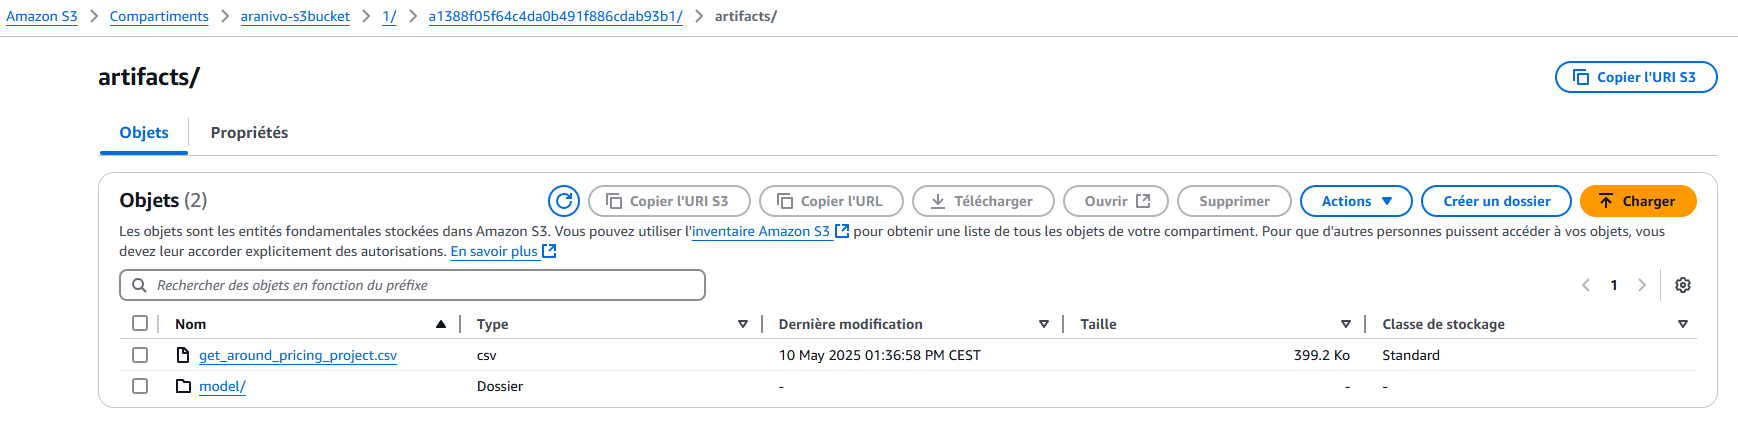 Amazon S3 > Compartiments > aranivo-s3bucket > 1/ > a1388f05f64c4da0b491f886cdab93b1/ > artifacts/
artifacts/
Copier l'URI S3
Objets Propriétés
Objets (2)
Copier l'URI S3 Copier l'URL Télécharger Ouvrir Supprimer Actions Créer un dossier Charger
Les objets sont les entités fondamentales stockées dans Amazon S3. Vous pouvez utiliser l'inventaire Amazon S3 pour obtenir une liste de tous les objets de votre compartiment. Pour que d'autres personnes puissent accéder à vos objets, vous
devez leur accorder explicitement des autorisations. En savoir plus
Rechercher des objets en fonction du préfixe
1
Nom Type Dernière modification Taille Classe de stockage
get_around_pricing_project.csv csv 10 May 2025 01:36:58 PM CEST 399.2 Ko Standard
model/ Dossier - - -